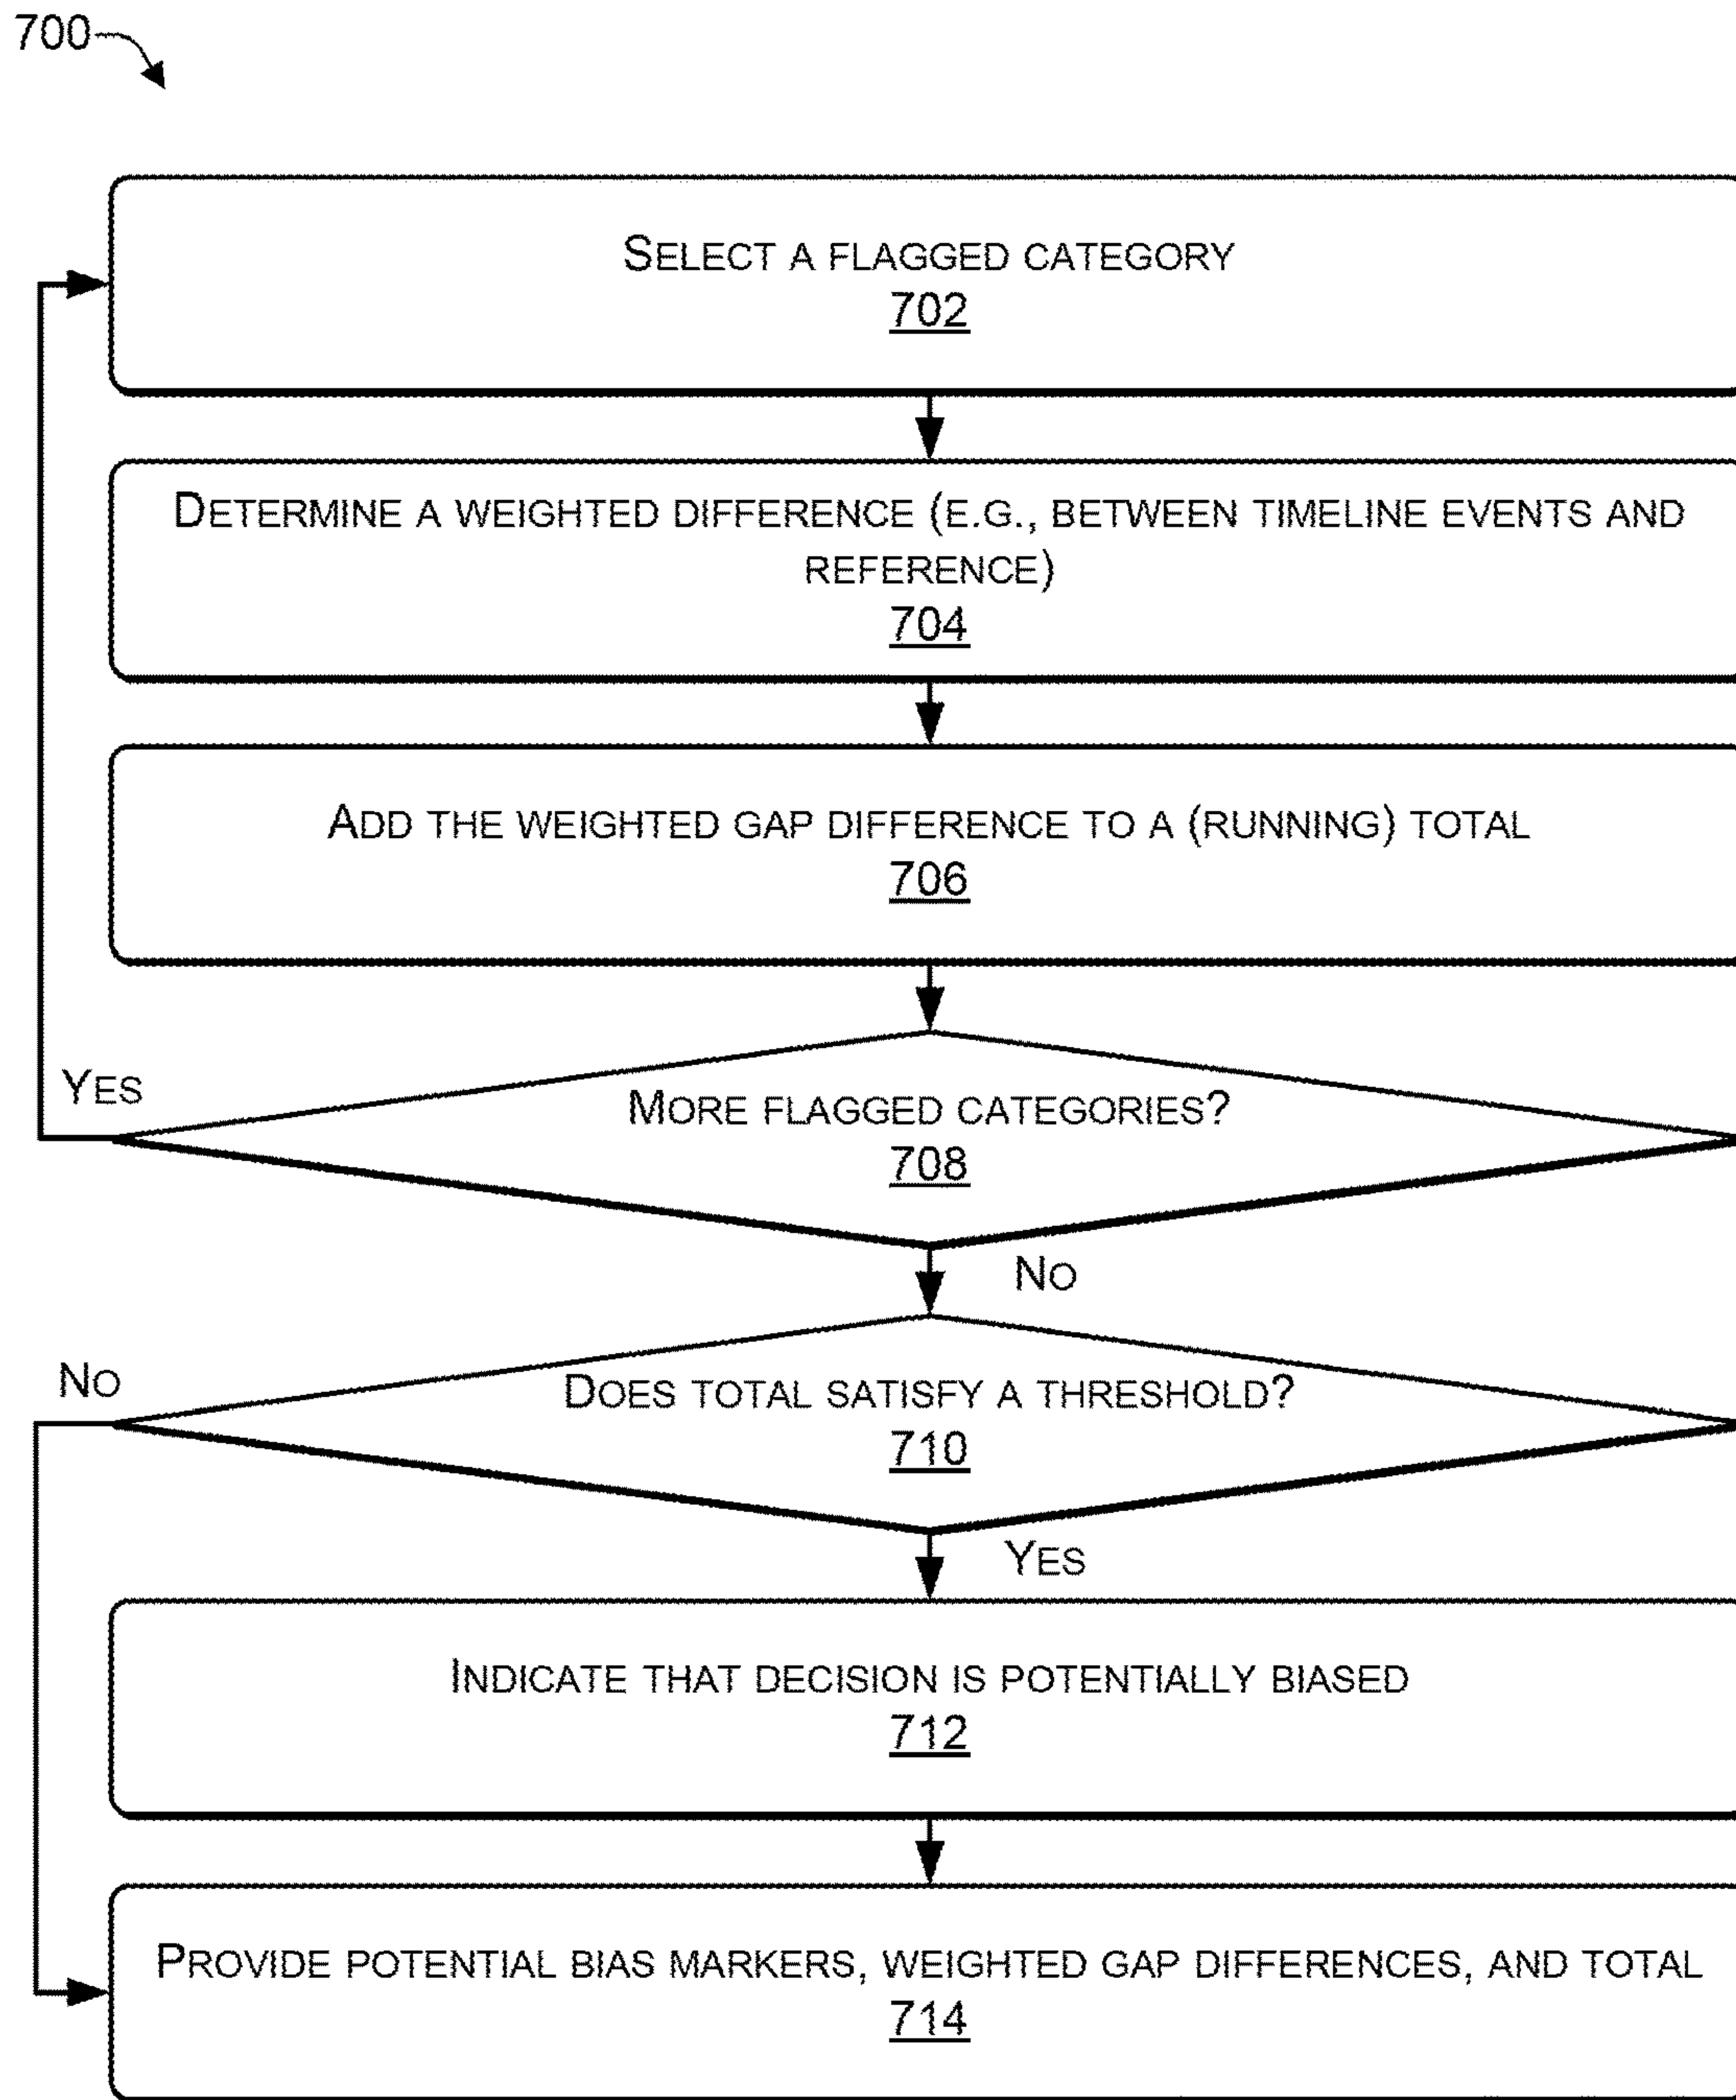 700
SELECT A FLAGGED CATEGORY
702
DETERMINE A WEIGHTED DIFFERENCE (E.G., BETWEEN TIMELINE EVENTS AND
REFERENCE)
704
ADD THE WEIGHTED GAP DIFFERENCE TO A (RUNNING) TOTAL
706
YES
MORE FLAGGED CATEGORIES?
708
NO
NO
DOES TOTAL SATISFY A THRESHOLD?
710
YES
INDICATE THAT DECISION IS POTENTIALLY BIASED
712
PROVIDE POTENTIAL BIAS MARKERS, WEIGHTED GAP DIFFERENCES, AND TOTAL
714